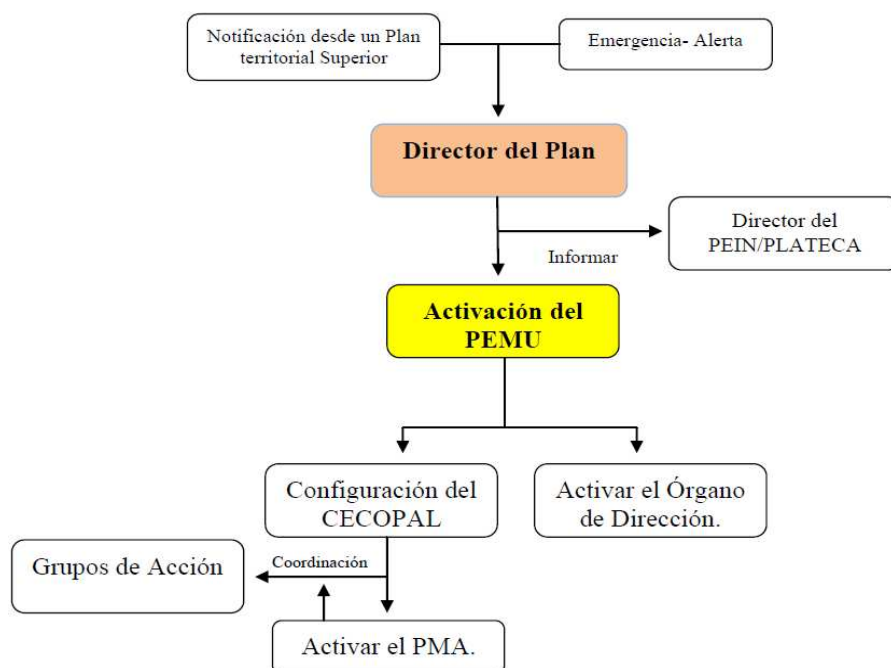 Notificación desde un Plan
territorial Superior
Emergencia- Alerta
Director del Plan
Director del
PEIN/PLATECA
Informar
Activación del
PEMU
Configuración del
CECOPAL
Activar el Órgano
de Dirección.
Grupos de Acción
Coordinación
Activar el PMA.